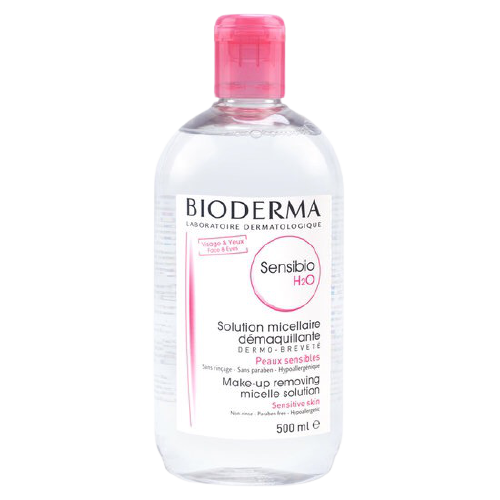 BIODERMA
LABORATOIRE DERMATOLOGIQUE
Visage & Yeux
Face & Eyes
Sensibio
H2O
Solution micellaire
démaquillante
DERMO-BREVETÉ
Peaux sensibles
Sans rinçage - Sans paraben - Hypoallergénique
Make-up removing
micelle solution
Sensitive skin
Non rinse - Paraben free - Hypoallergenic
500 ml e